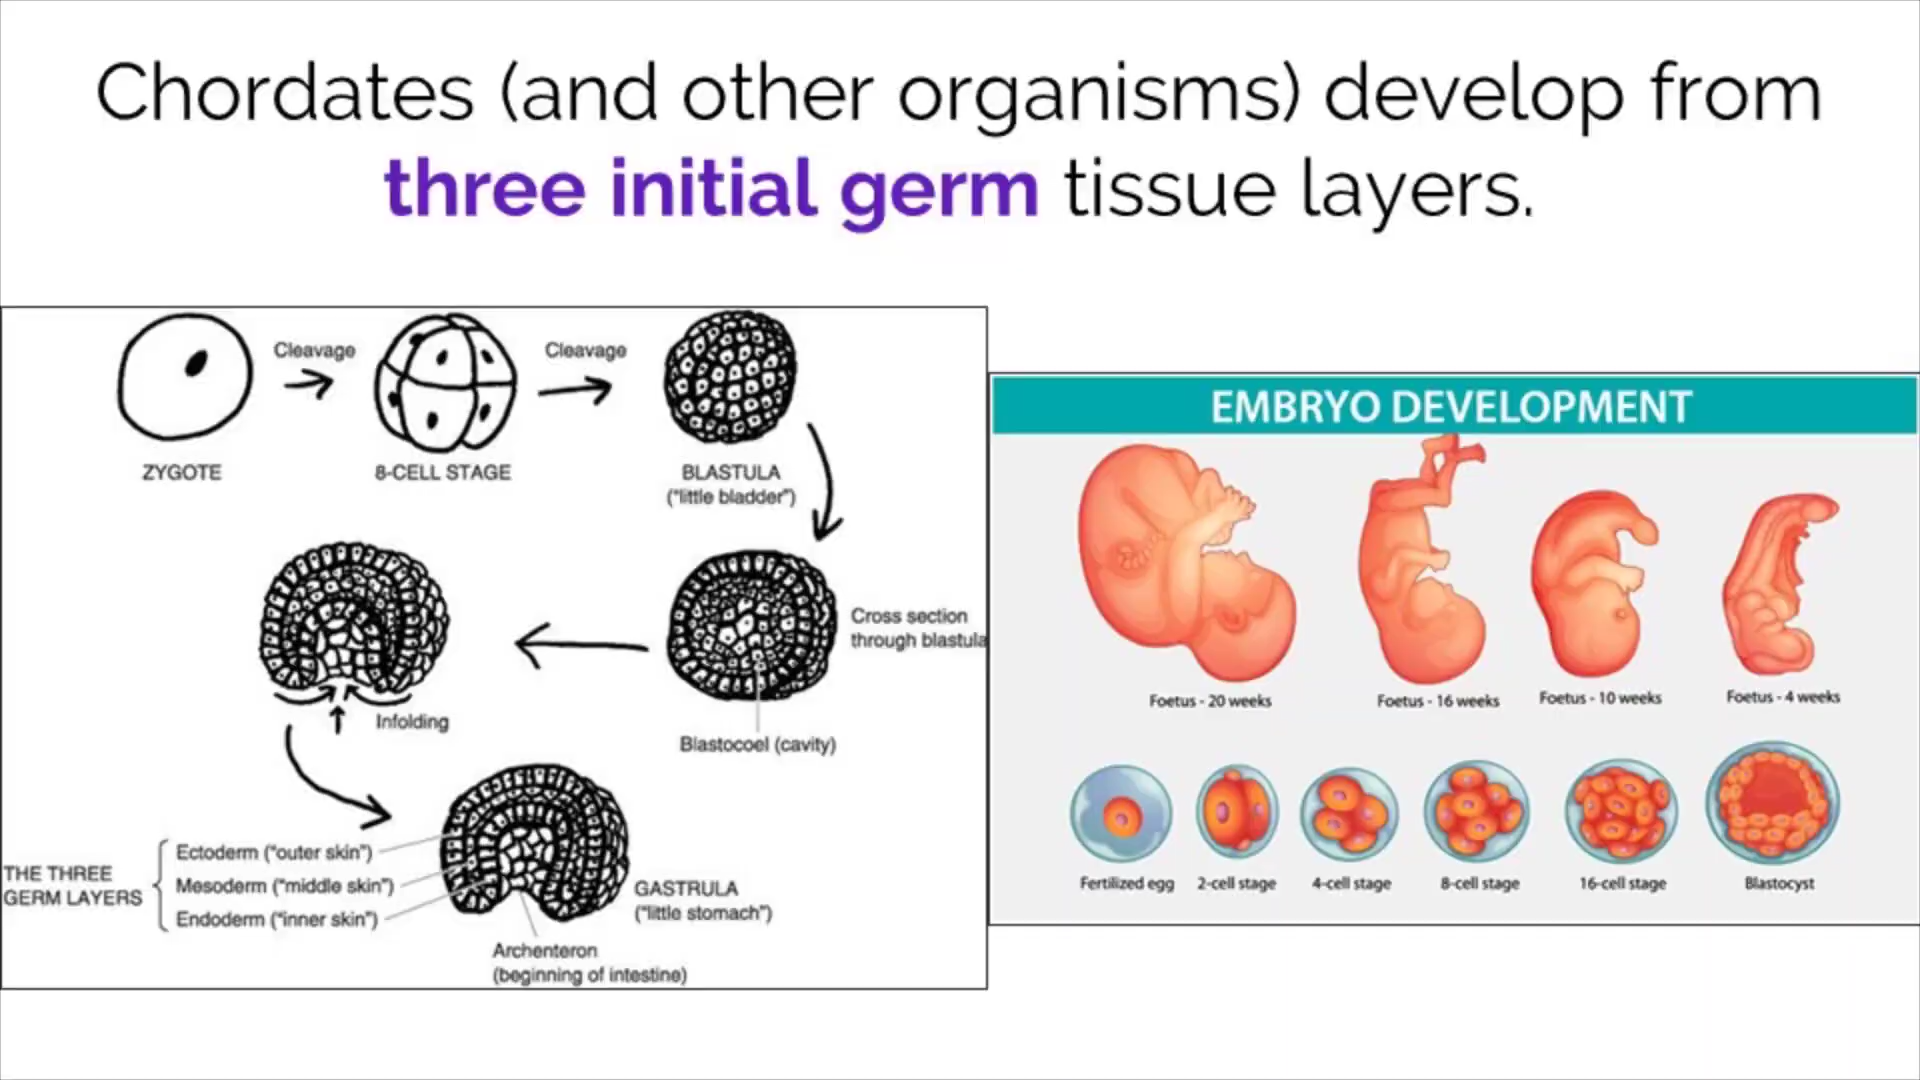 Chordates (and other organisms) develop from
three initial germ tissue layers.
Cleavage
Cleavage
ZYGOTE
8-CELL STAGE
BLASTULA
("little bladder")
Cross section
through blastula
Infolding
Blastocoel (cavity)
THE THREE
GERM LAYERS
Ectoderm ("outer skin")
Mesoderm ("middle skin")
Endoderm ("inner skin")
GASTRULA
("little stomach")
Archenteron
(beginning of intestine)
EMBRYO DEVELOPMENT
Foetus - 20 weeks
Foetus - 16 weeks
Foetus - 10 weeks
Foetus - 4 weeks
Fertilized egg
2-cell stage
4-cell stage
8-cell stage
16-cell stage
Blastocyst